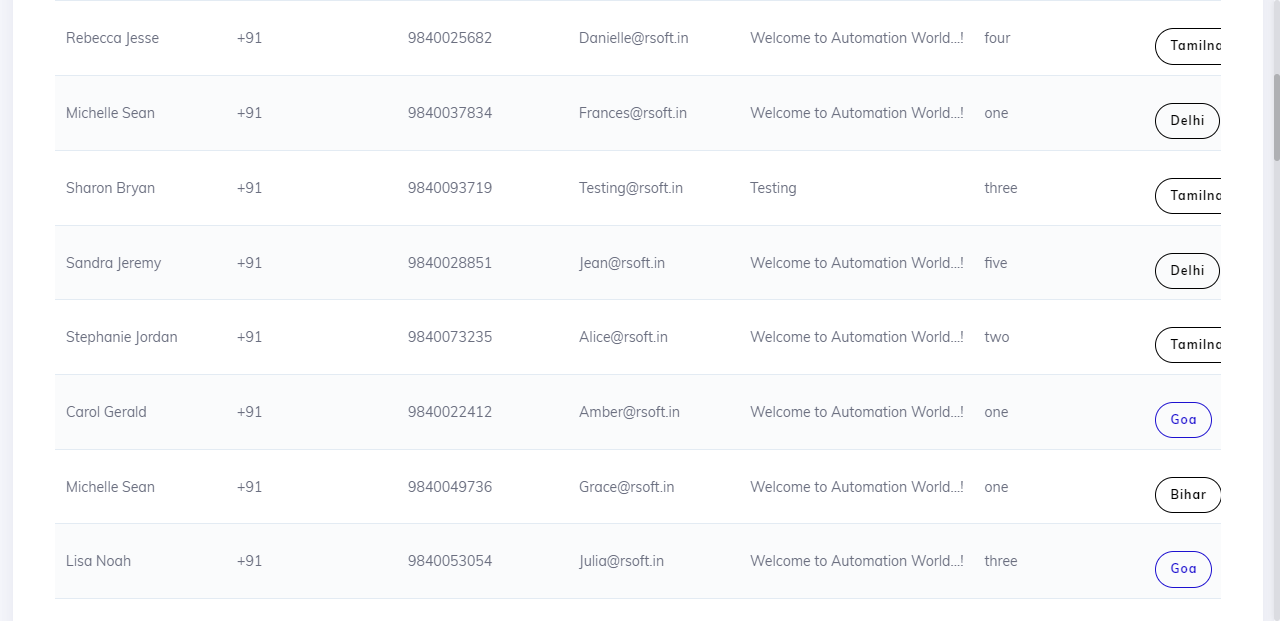 Rebecca Jesse +91 9840025682 Danielle@rsoft.in Welcome to Automation World...! four Tamilna
Michelle Sean +91 9840037834 Frances@rsoft.in Welcome to Automation World...! one Delhi
Sharon Bryan +91 9840093719 Testing@rsoft.in Testing three Tamilna
Sandra Jeremy +91 9840028851 Jean@rsoft.in Welcome to Automation World...! five Delhi
Stephanie Jordan +91 9840073235 Alice@rsoft.in Welcome to Automation World...! two Tamilna
Carol Gerald +91 9840022412 Amber@rsoft.in Welcome to Automation World...! one Goa
Michelle Sean +91 9840049736 Grace@rsoft.in Welcome to Automation World...! one Bihar
Lisa Noah +91 9840053054 Julia@rsoft.in Welcome to Automation World...! three Goa